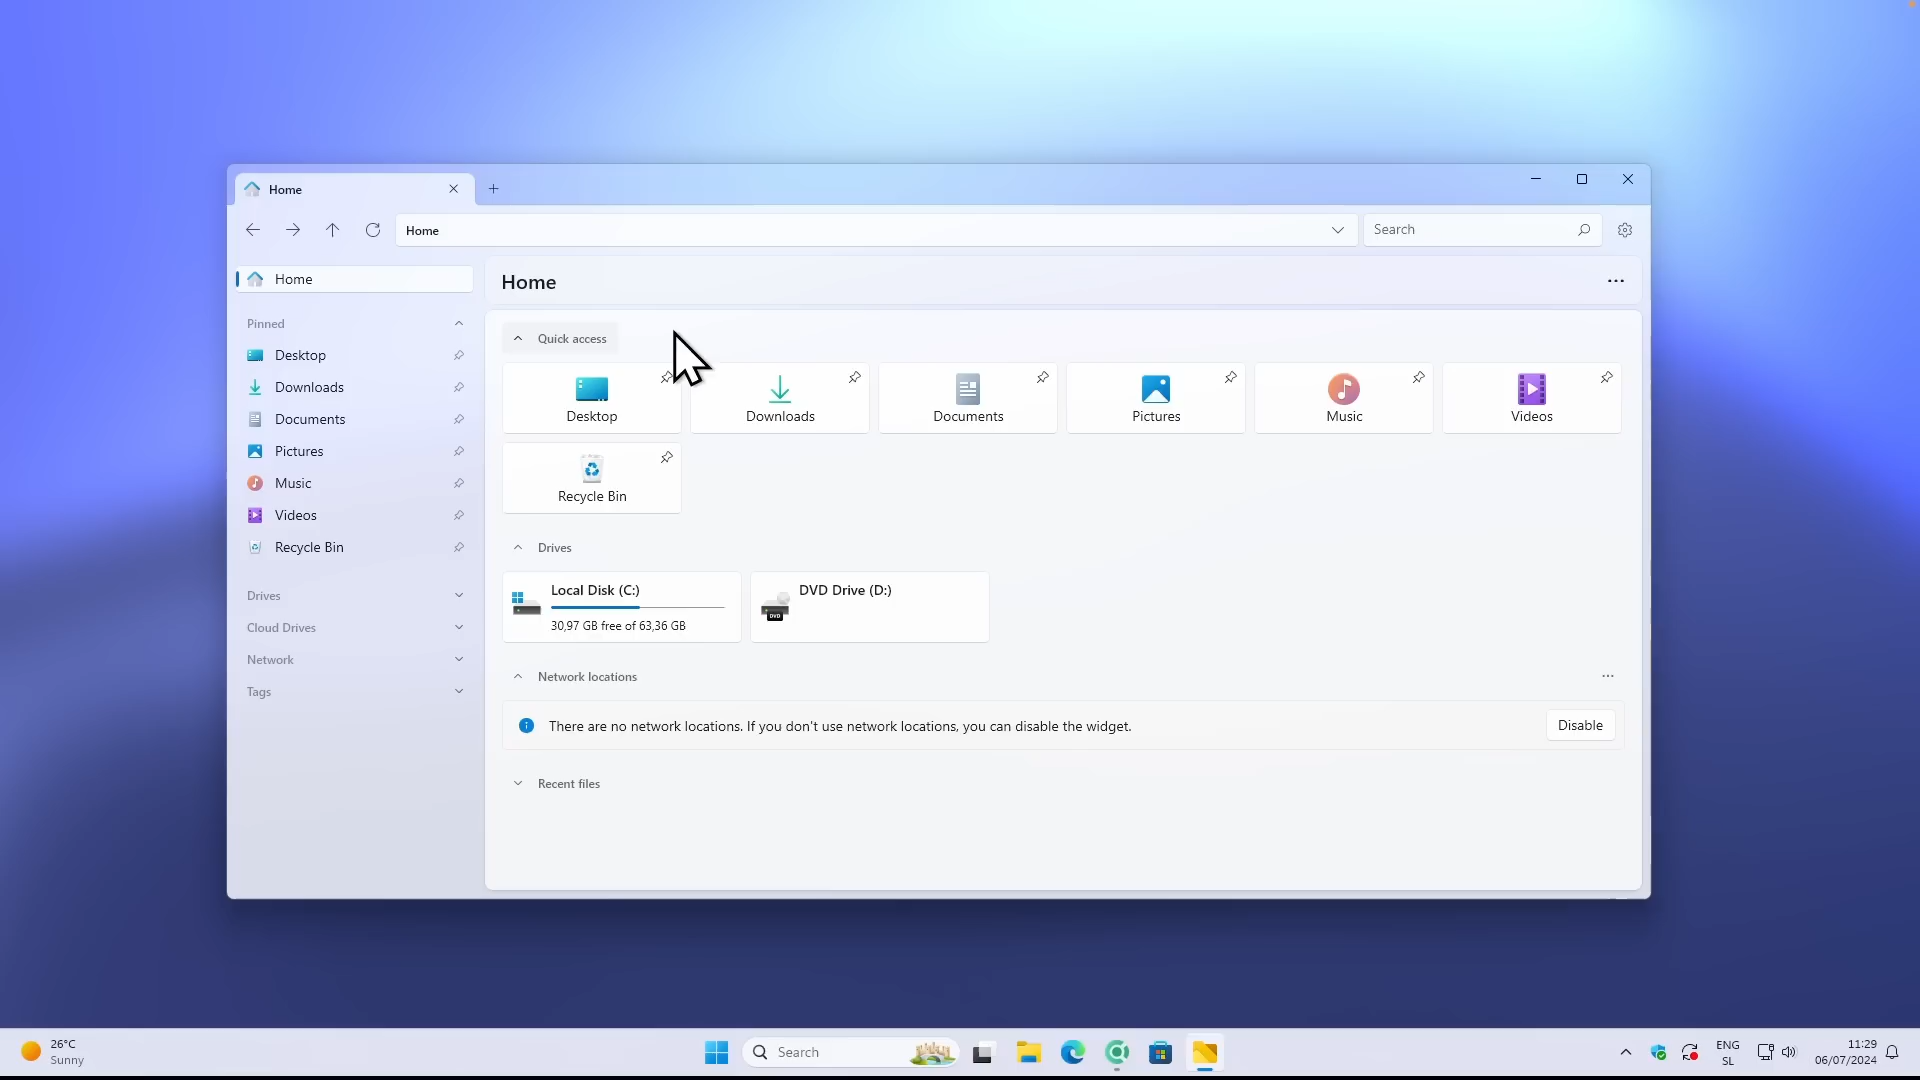 Home
Home
Search
Home
Pinned
Desktop
Downloads
Documents
Pictures
Music
Videos
Recycle Bin
Drives
Cloud Drives
Network
Tags
Home
Quick access
Desktop
Downloads
Documents
Pictures
Music
Videos
Recycle Bin
Drives
Local Disk (C:)
30,97 GB free of 63,36 GB
DVD
DVD Drive (D:)
Network locations
There are no network locations. If you don't use network locations, you can disable the widget.
Disable
Recent files
26°C
Sunny
Search
ENG
SL
11:29
06/07/2024